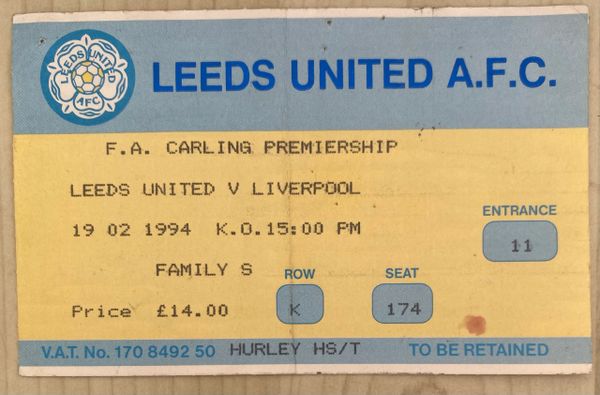 LEEDS UNITED AFC
LEEDS UNITED A.F.C.
F.A. CARLING PREMIERSHIP
LEEDS UNITED V LIVERPOOL
19 02 1994 K.O.15:00 PM
ENTRANCE
11
FAMILY S
ROW
SEAT
Price £14.00
K
174
V.A.T. No. 170 8492 50 HURLEY HS/T TO BE RETAINED